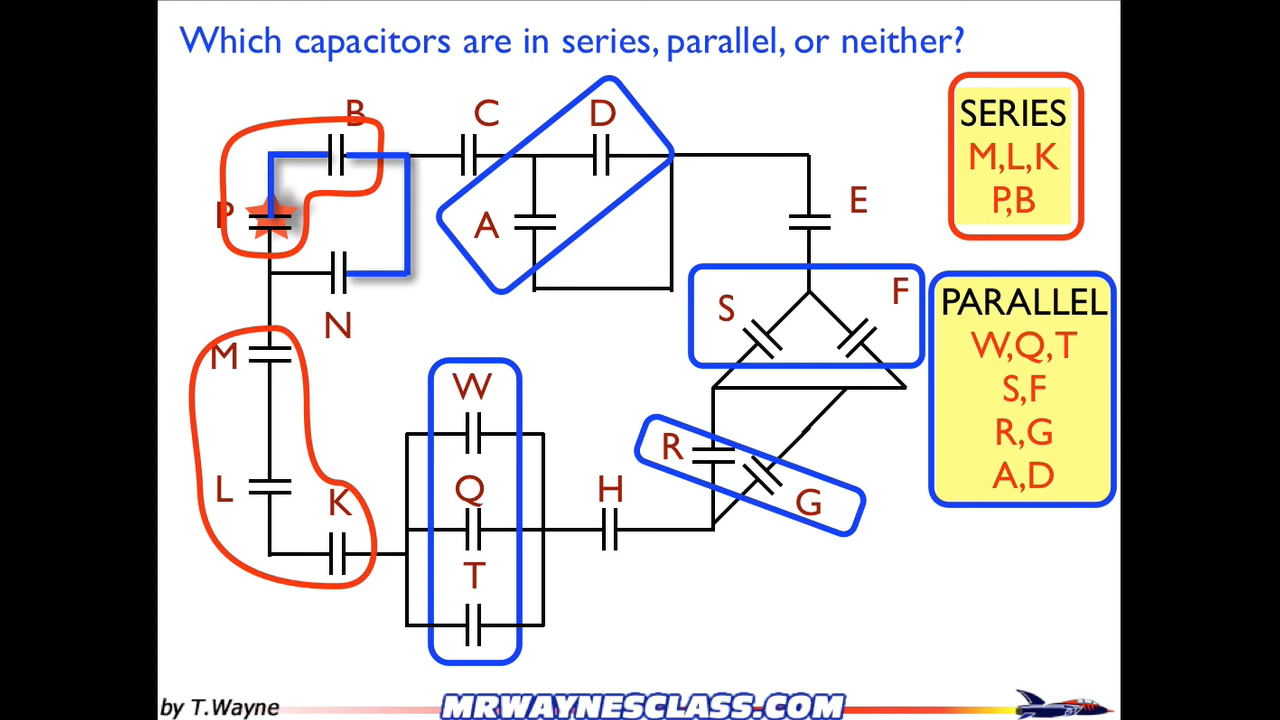 Which capacitors are in series, parallel, or neither?
B
C
D
SERIES
M,L,K
P,B
P
A
E
N
S
F
PARALLEL
W,Q,T
S,F
R,G
A,D
M
W
R
G
L
K
Q
H
T
by T.Wayne
MRWAYNESCLASS.COM